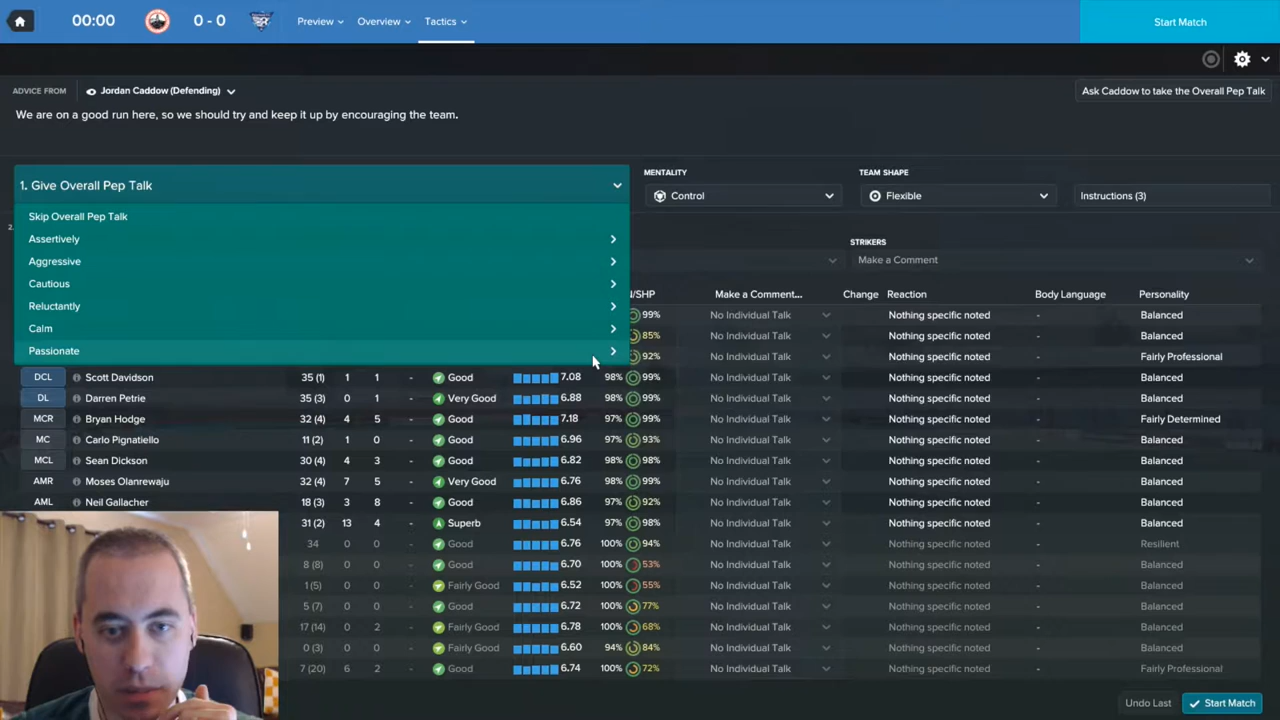 00:00 0 - 0 Preview Overview Tactics Start Match
ADVICE FROM Jordan Caddow (Defending) Ask Caddow to take the Overall Pep Talk
We are on a good run here, so we should try and keep it up by encouraging the team.
1. Give Overall Pep Talk
MENTALITY TEAM SHAPE
Control Flexible Instructions (3)
Skip Overall Pep Talk
Assertively
Aggressive
Cautious
Reluctantly
Calm
Passionate
2.
STRIKERS
Make a Comment
/SHP Make a Comment... Change Reaction Body Language Personality
99% No Individual Talk Nothing specific noted - Balanced
85% No Individual Talk Nothing specific noted - Balanced
92% No Individual Talk Nothing specific noted - Fairly Professional
DCL Scott Davidson 35 (1) 1 1 - Good 7.08 98% 99% No Individual Talk Nothing specific noted - Balanced
DL Darren Petrie 35 (3) 0 1 - Very Good 6.88 98% 99% No Individual Talk Nothing specific noted - Balanced
MCR Bryan Hodge 32 (4) 4 5 - Good 7.18 97% 99% No Individual Talk Nothing specific noted - Fairly Determined
MC Carlo Pignatiello 11 (2) 1 0 - Good 6.96 97% 93% No Individual Talk Nothing specific noted - Balanced
MCL Sean Dickson 30 (4) 4 3 - Good 6.82 98% 98% No Individual Talk Nothing specific noted - Balanced
AMR Moses Olanrewaju 32 (4) 7 5 - Very Good 6.76 98% 99% No Individual Talk Nothing specific noted - Balanced
AML Neil Gallacher 18 (3) 3 8 - Good 6.86 97% 92% No Individual Talk Nothing specific noted - Balanced
31 (2) 13 4 - Superb 6.54 97% 98% No Individual Talk Nothing specific noted - Balanced
34 0 0 - Good 6.76 100% 94% No Individual Talk Nothing specific noted - Resilient
8 (8) 0 0 - Good 6.70 100% 53% No Individual Talk Nothing specific noted - Balanced
1 (5) 0 0 - Fairly Good 6.52 100% 55% No Individual Talk Nothing specific noted - Balanced
5 (7) 0 0 - Good 6.72 100% 77% No Individual Talk Nothing specific noted - Balanced
17 (14) 0 2 - Fairly Good 6.78 100% 68% No Individual Talk Nothing specific noted - Balanced
0 (3) 0 0 - Fairly Good 6.60 94% 84% No Individual Talk Nothing specific noted - Balanced
7 (20) 6 2 - Good 6.74 100% 72% No Individual Talk Nothing specific noted - Fairly Professional
Undo Last Start Match